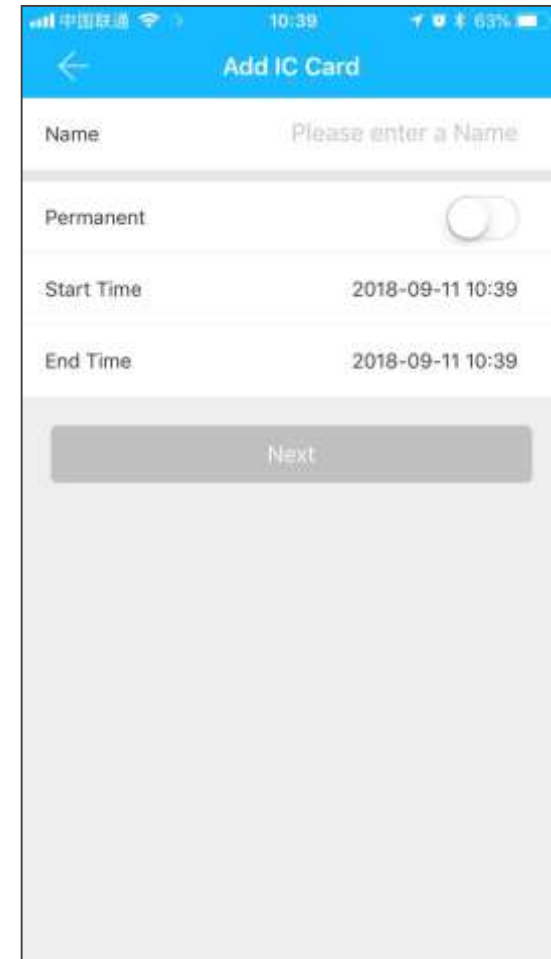 中国联通 10:39 63%
Add IC Card
Name Please enter a Name
Permanent
Start Time 2018-09-11 10:39
End Time 2018-09-11 10:39
Next